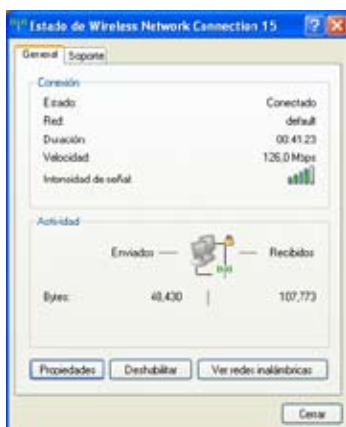 Estado de Wireless Network Connection 15
General Soporte
Conexión
Estado: Conectado
Red: default
Duración: 00:41:23
Velocidad: 126,0 Mbps
Intensidad de señal:
Actividad
Enviados — — Recibidos
Bytes: 48,430 | 107,773
Propiedades Deshabilitar Ver redes inalámbricas
Cerrar